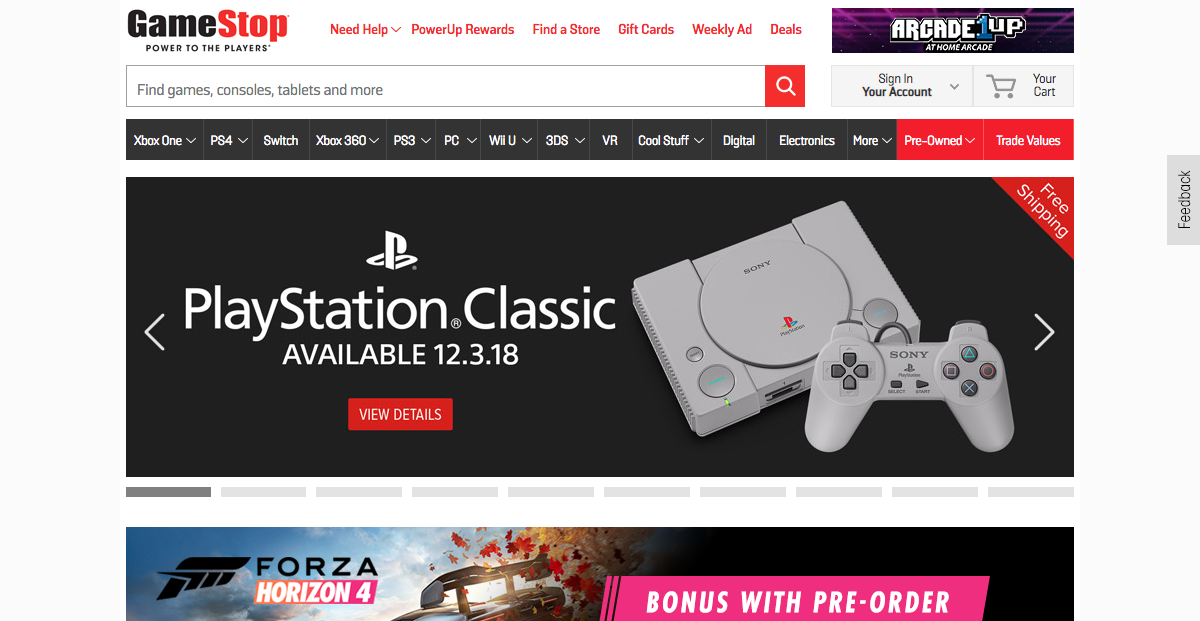 GameStop
POWER TO THE PLAYERS
Need Help
PowerUp Rewards
Find a Store
Gift Cards
Weekly Ad
Deals
ARCADE1UP
AT HOME ARCADE
Find games, consoles, tablets and more
Sign In
Your Account
Your
Cart
Xbox One
PS4
Switch
Xbox 360
PS3
PC
Wii U
3DS
VR
Cool Stuff
Digital
Electronics
More
Pre-Owned
Trade Values
Feedback
Free
Shipping
PlayStation®Classic
AVAILABLE 12.3.18
VIEW DETAILS
SONY
PlayStation
SONY
PlayStation
SELECT
START
FORZA
HORIZON 4
BONUS WITH PRE-ORDER